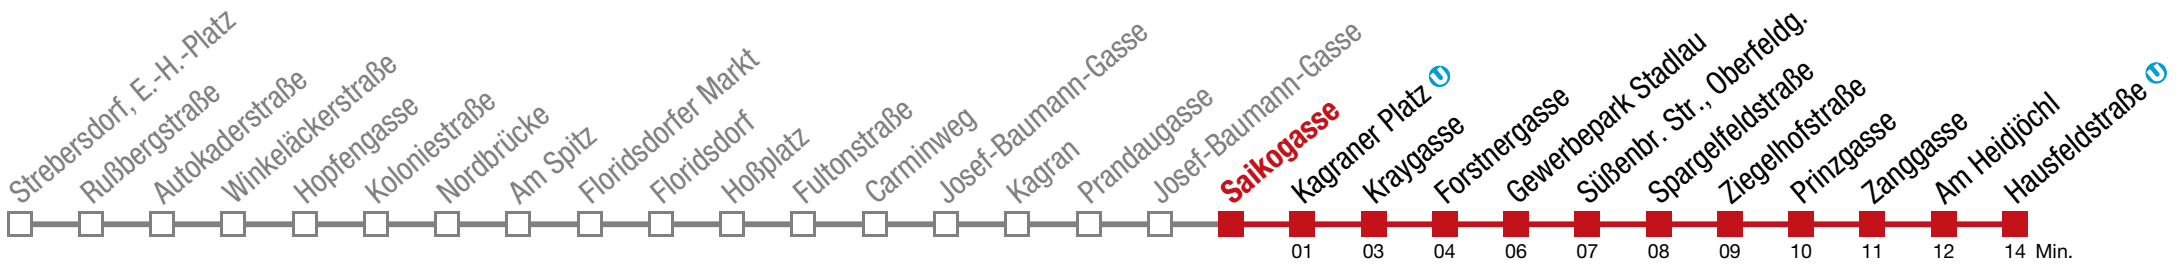 Strebersdorf, E.-H.-Platz
Rußbergstraße
Autokaderstraße
Winkeläckerstraße
Hopfengasse
Koloniestraße
Nordbrücke
Am Spitz
Floridsdorfer Markt
Floridsdorf
Hoßplatz
Fultonstraße
Carminweg
Josef-Baumann-Gasse
Kagran
Prandaugasse
Josef-Baumann-Gasse
Saikogasse
Kagraner Platz U
Kraygasse
Forstnergasse
Gewerbepark Stadlau
Süßenbr. Str., Oberfeldg.
Spargelfeldstraße
Ziegelhofstraße
Prinzgasse
Zanggasse
Am Heidjöchl
Hausfeldstraße U
01 03 04 06 07 08 09 10 11 12 14 Min.